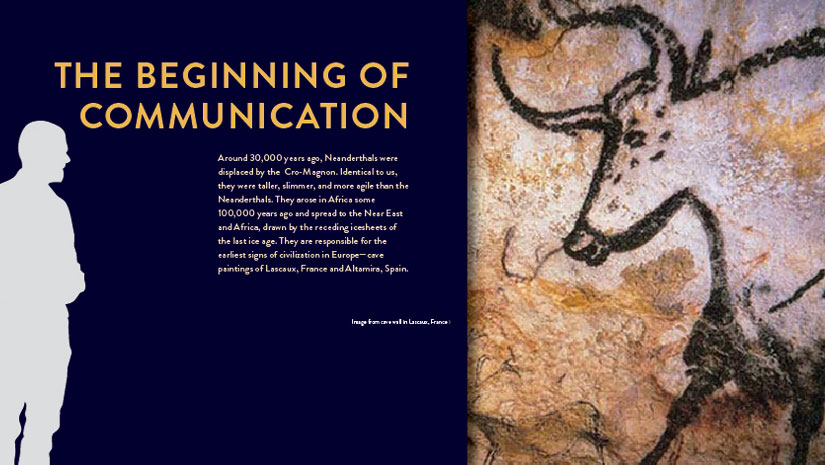 THE BEGINNING OF
COMMUNICATION
Around 30,000 years ago, Neanderthals were
displaced by the Cro-Magnon. Identical to us,
they were taller, slimmer, and more agile than the
Neanderthals. They arose in Africa some
100,000 years ago and spread to the Near East
and Africa, drawn by the receding icesheets of
the last ice age. They are responsible for the
earliest signs of civilization in Europe—cave
paintings of Lascaux, France and Altamira, Spain.
Image from cave wall in Lascaux, France >